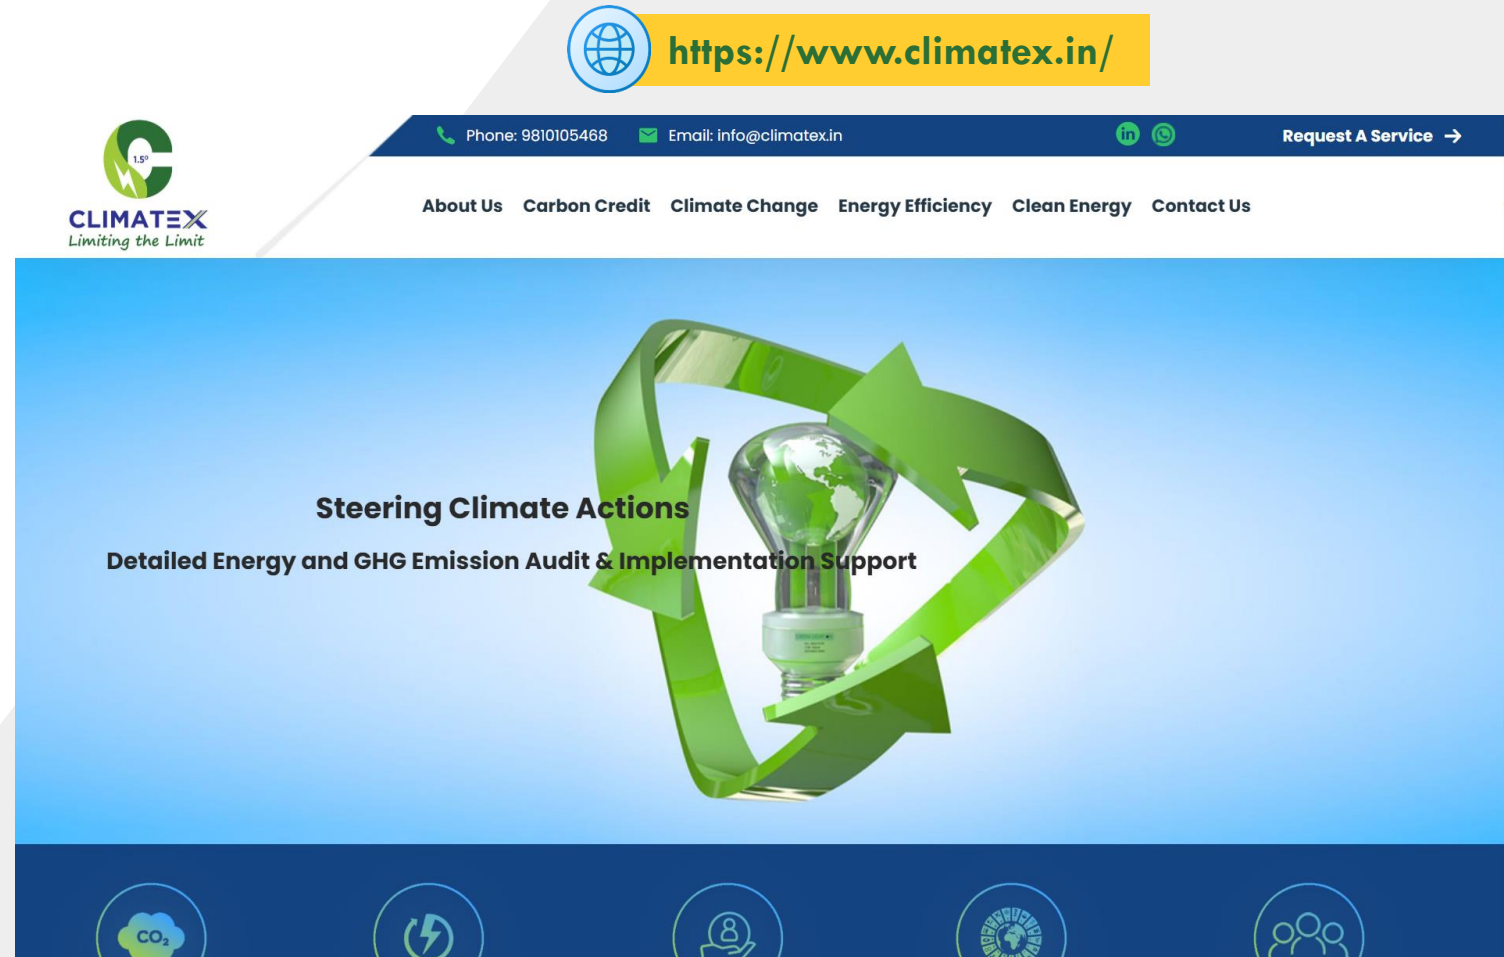 https://www.climatex.in/
Phone: 9810105468
Email: info@climatex.in
in
Request A Service
1.5°
CLIMATEX
Limiting the Limit
About Us Carbon Credit Climate Change Energy Efficiency Clean Energy Contact Us
Steering Climate Actions
Detailed Energy and GHG Emission Audit & Implementation Support
CO₂